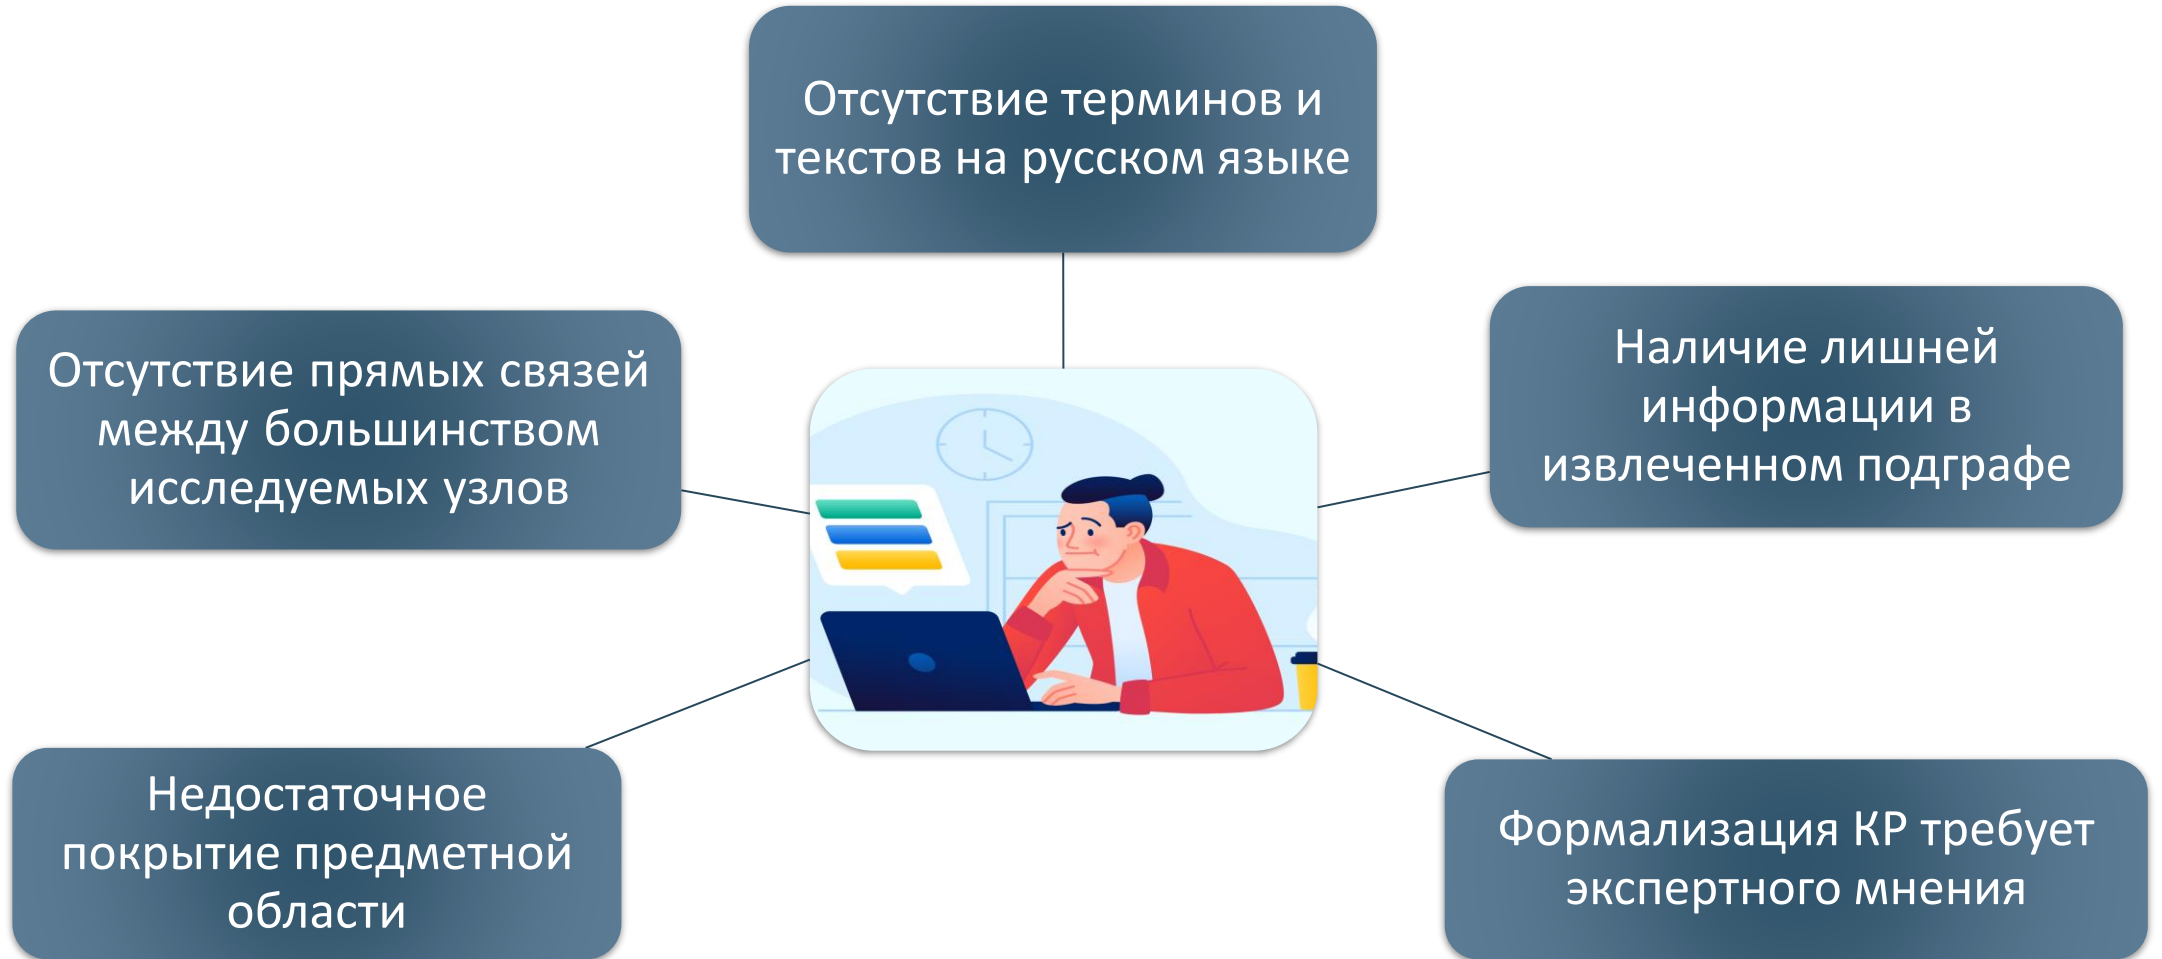 Отсутствие терминов и
текстов на русском языке
Отсутствие прямых связей
между большинством
исследуемых узлов
Наличие лишней
информации в
извлеченном подграфе
Недостаточное
покрытие предметной
области
Формализация КР требует
экспертного мнения